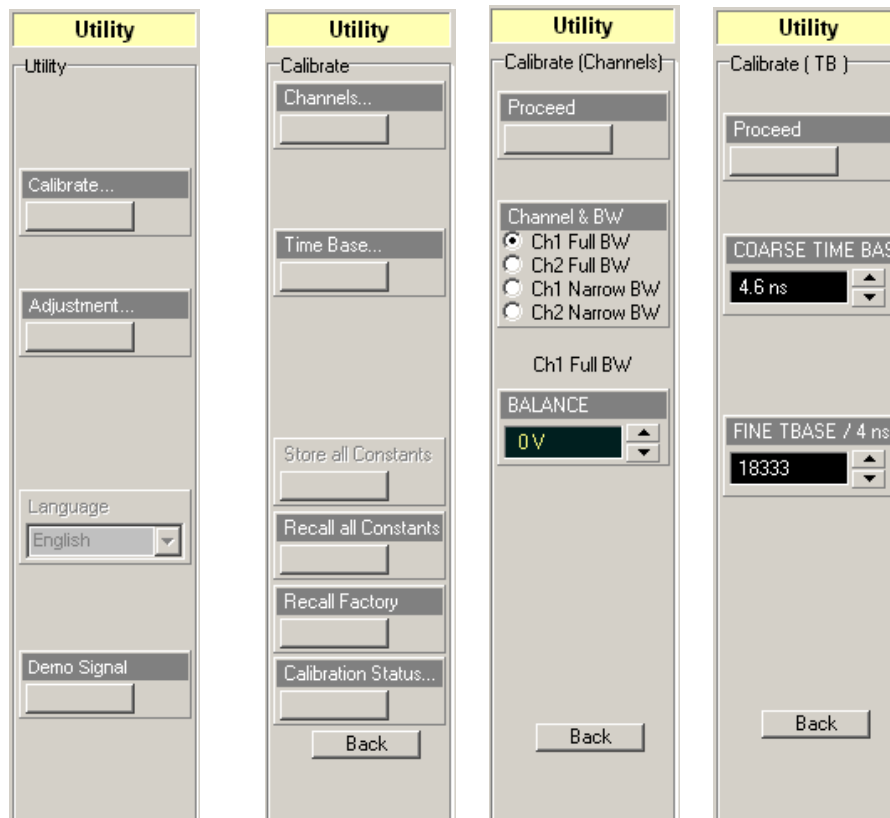 Utility
Utility
Calibrate...
Adjustment...
Language
English
Demo Signal
Utility
Calibrate
Channels...
Time Base...
Store all Constants
Recall all Constants
Recall Factory
Calibration Status...
Back
Utility
Calibrate (Channels)
Proceed
Channel & BW
Ch1 Full BW
Ch2 Full BW
Ch1 Narrow BW
Ch2 Narrow BW
Ch1 Full BW
BALANCE
0 V
Back
Utility
Calibrate ( TB )
Proceed
COARSE TIME BAS
4.6 ns
FINE TBASE / 4 ns
18333
Back